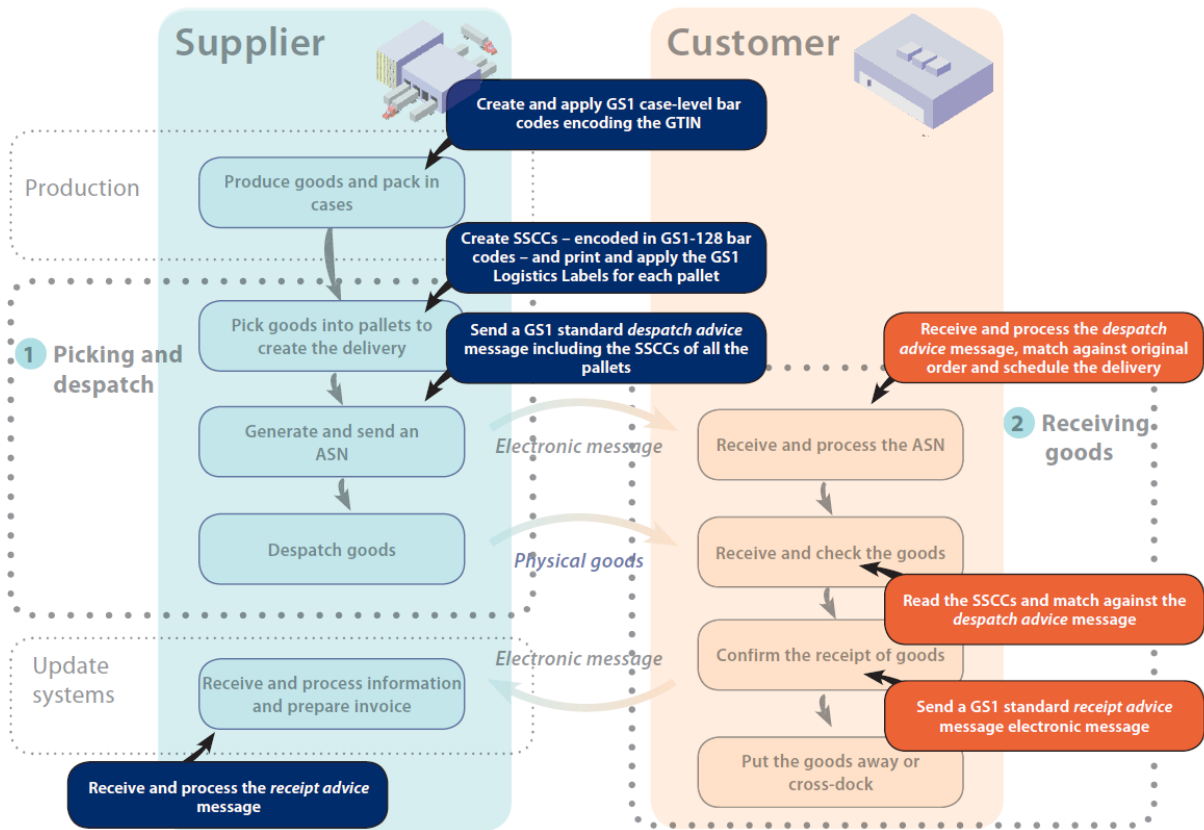 Supplier
Customer
Create and apply GS1 case-level bar
codes encoding the GTIN
Production
Produce goods and pack in
cases
Create SSCCs – encoded in GS1-128 bar
codes – and print and apply the GS1
Logistics Labels for each pallet
1 Picking and
despatch
Pick goods into pallets to
create the delivery
Send a GS1 standard despatch advice
message including the SSCCs of all the
pallets
Receive and process the despatch
advice message, match against original
order and schedule the delivery
Generate and send an
ASN
Electronic message
Receive and process the ASN
2 Receiving
goods
Despatch goods
Physical goods
Receive and check the goods
Read the SSCCs and match against the
despatch advice message
Update
systems
Receive and process information
and prepare invoice
Electronic message
Confirm the receipt of goods
Send a GS1 standard receipt advice
message electronic message
Put the goods away or
cross-dock
Receive and process the receipt advice
message